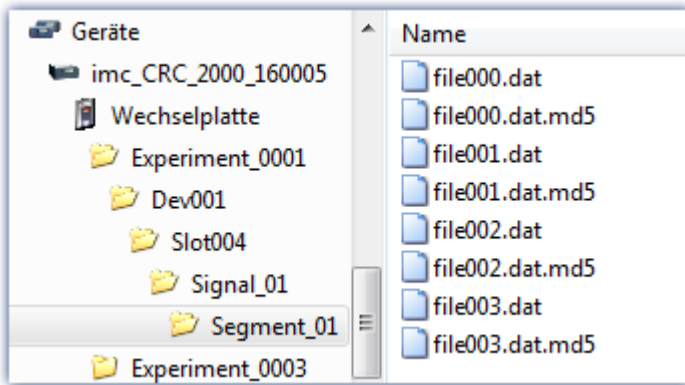 Geräte
imc_CRC_2000_160005
Wechselplatte
Experiment_0001
Dev001
Slot004
Signal_01
Segment_01
Experiment_0003
Name
file000.dat
file000.dat.md5
file001.dat
file001.dat.md5
file002.dat
file002.dat.md5
file003.dat
file003.dat.md5